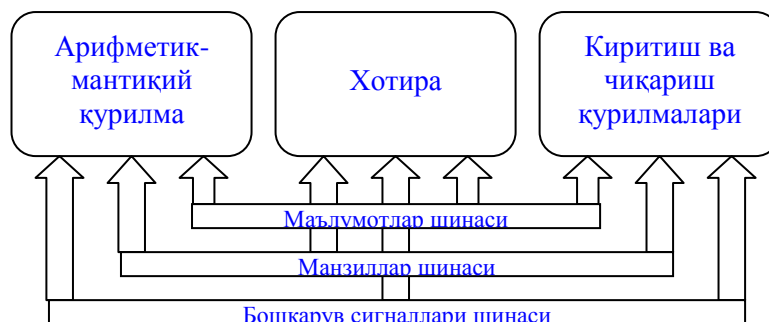 Арифметик-
мантиқий
қурилма
Хотира
Киритиш ва
чиқариш
қурилмалари
Маълумотлар шинаси
Манзиллар шинаси
Бошқарув сигналлари шинаси